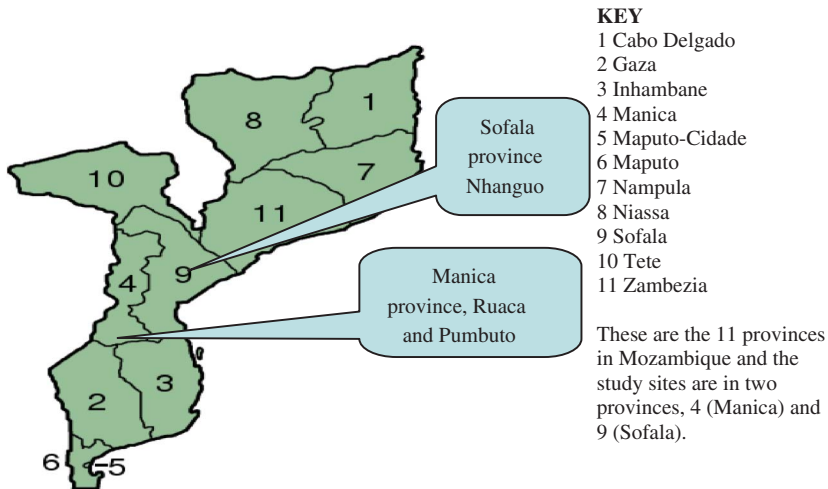 1
8
7
10
11
9
4
3
2
6
5
Sofala
province
Nhanguo
Manica
province, Ruaca
and Pumbuto
KEY
1 Cabo Delgado
2 Gaza
3 Inhambane
4 Manica
5 Maputo-Cidade
6 Maputo
7 Nampula
8 Niassa
9 Sofala
10 Tete
11 Zambezia
These are the 11 provinces
in Mozambique and the
study sites are in two
provinces, 4 (Manica) and
9 (Sofala).